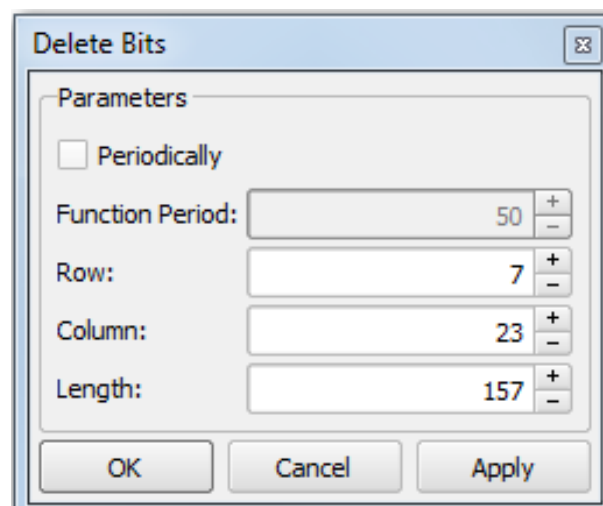 Delete Bits
Parameters
Periodically
Function Period: 50 + -
Row: 7 + -
Column: 23 + -
Length: 157 + -
OK Cancel Apply